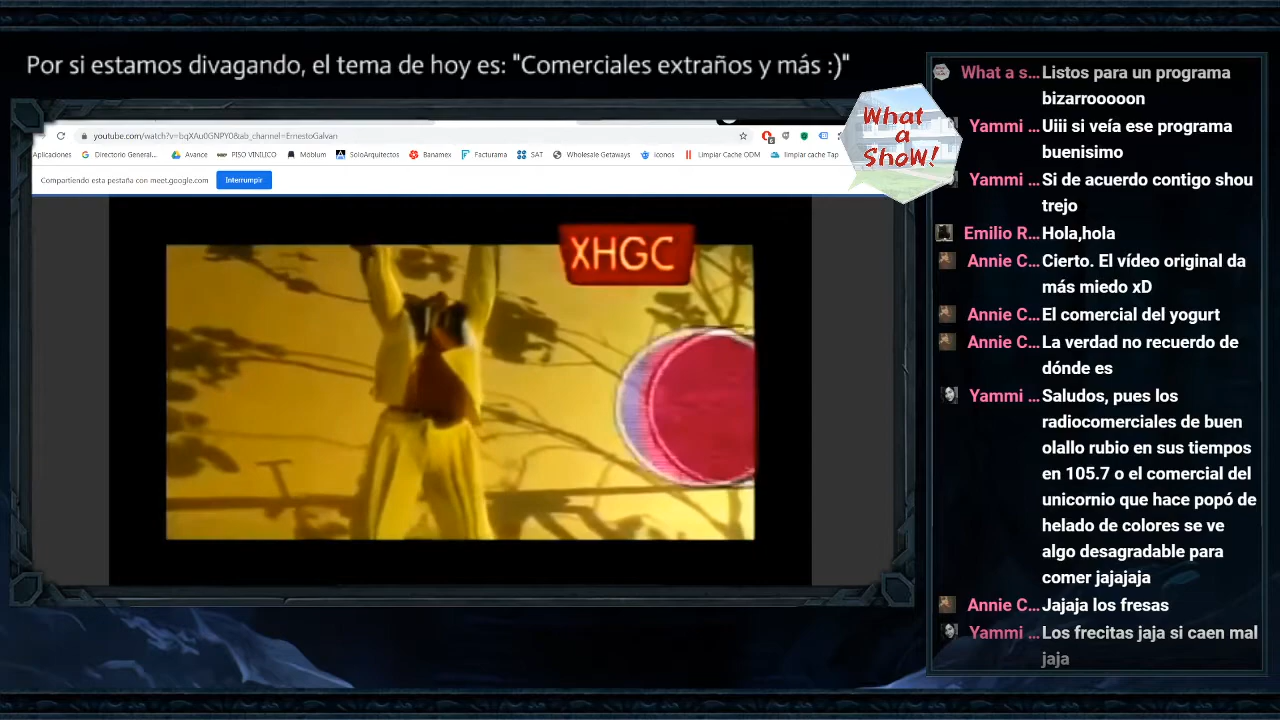 Por si estamos divagando, el tema de hoy es: "Comerciales extraños y más :)"
What
a
ShoW!
youtube.com/watch?v=bqXAu0GNPY0&ab_channel=ErnestoGalvan
Aplicaciones Directorio General... Avance PISO VINILICO Möblum SoloArquitectos Banamex Facturama SAT Wholesale Getaways iconos Limpiar Cache ODM limpiar cache Tap
Compartiendo esta pestaña con meet.google.com Interrumpir
XHGC
What a s... Listos para un programa
bizarrooooon
Yammi ... Uiii si veía ese programa
buenisimo
Yammi ... Si de acuerdo contigo shou
trejo
Emilio R... Hola,hola
Annie C... Cierto. El vídeo original da
más miedo xD
Annie C... El comercial del yogurt
Annie C... La verdad no recuerdo de
dónde es
Yammi ... Saludos, pues los
radiocomerciales de buen
olallo rubio en sus tiempos
en 105.7 o el comercial del
unicornio que hace popó de
helado de colores se ve
algo desagradable para
comer jajajaja
Annie C... Jajaja los fresas
Yammi ... Los frecitas jaja si caen mal
jaja